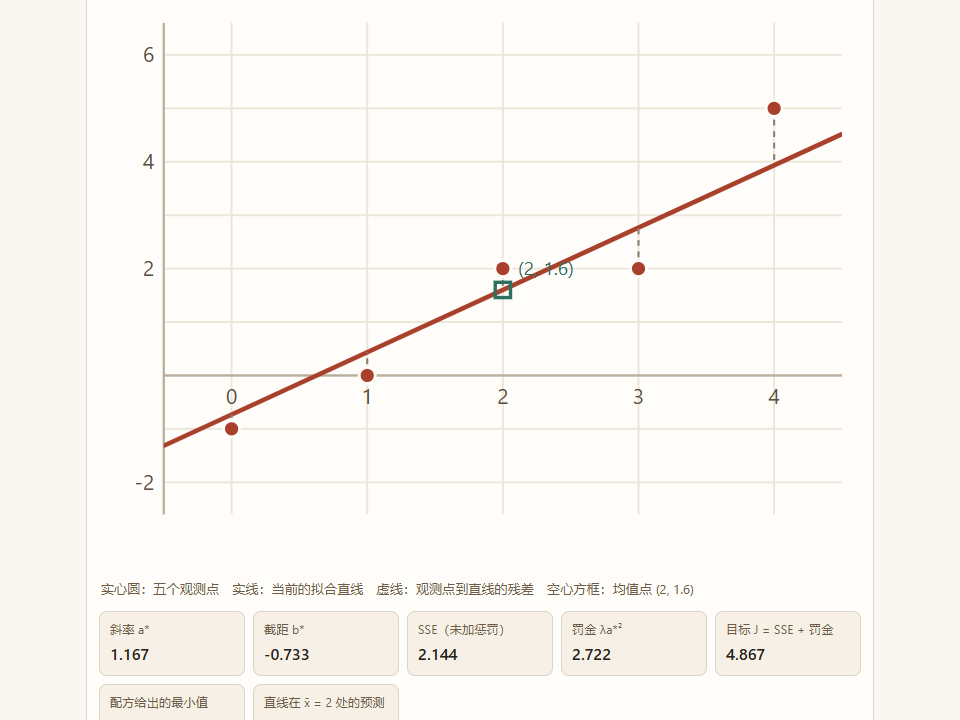 6
4
2
(2, 1.6)
0 1 2 3 4
-2
实心圆：五个观测点 实线：当前的拟合直线 虚线：观测点到直线的残差 空心方框：均值点 (2, 1.6)
斜率 a*
1.167
截距 b*
-0.733
SSE（未加惩罚）
2.144
罚金 λa*²
2.722
目标 J = SSE + 罚金
4.867
配方给出的最小值
直线在 x̄ = 2 处的预测